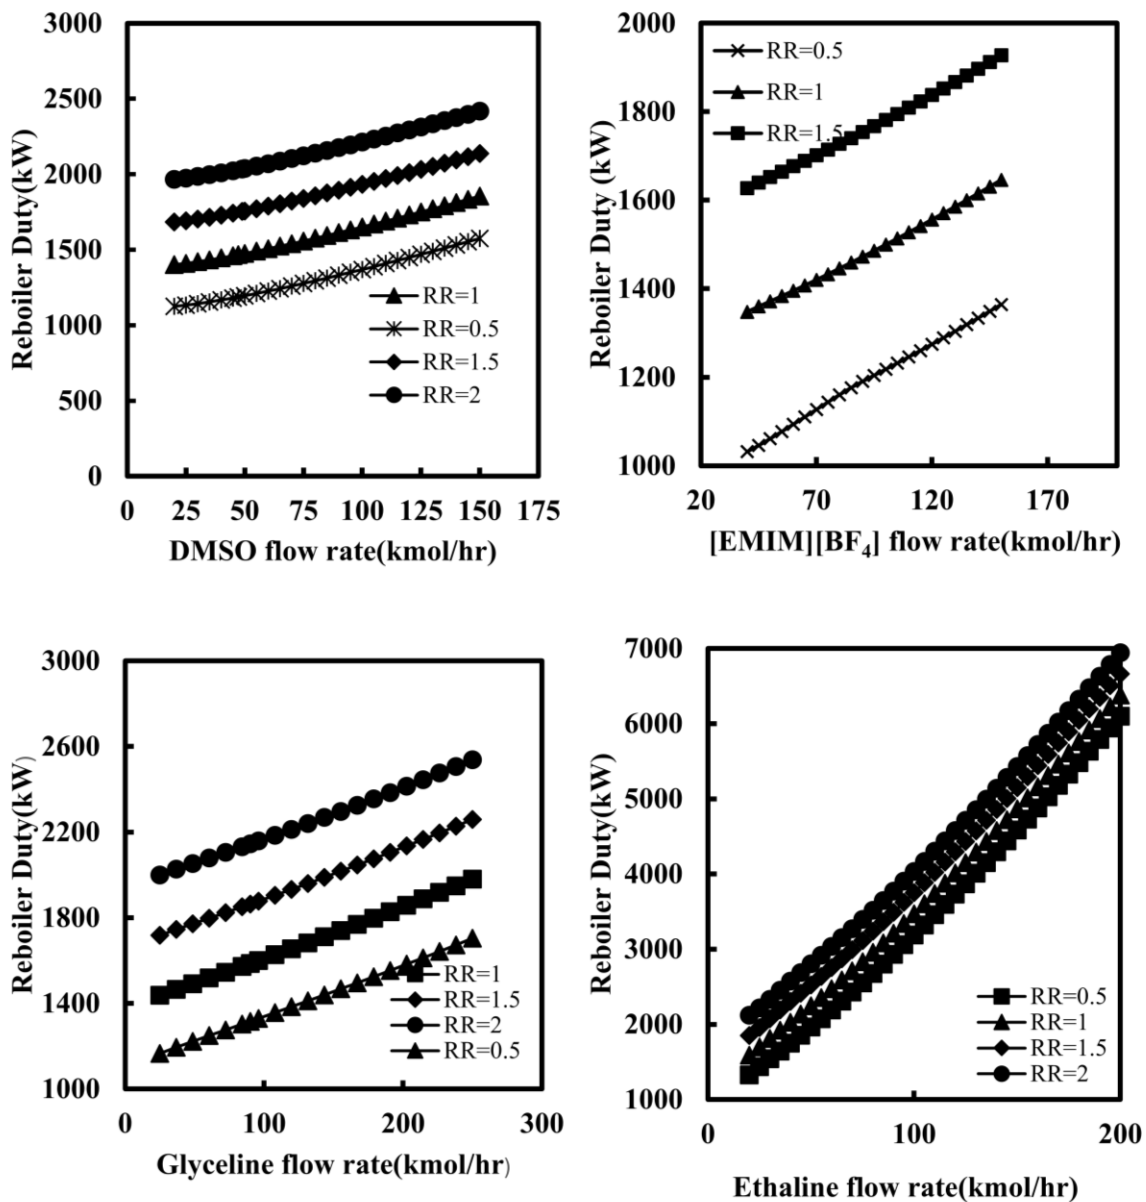 3000
2500
2000
1500
1000
500
0
Reboiler Duty(kW)
RR=1
RR=0.5
RR=1.5
RR=2
0 25 50 75 100 125 150 175
DMSO flow rate(kmol/hr)
2000
1800
1600
1400
1200
1000
Reboiler Duty (kW)
RR=0.5
RR=1
RR=1.5
20 70 120 170
[EMIM][BF₄] flow rate(kmol/hr)
3000
2600
2200
1800
1400
1000
Reboiler Duty(kW)
RR=1
RR=1.5
RR=2
RR=0.5
0 100 200 300
Glyceline flow rate(kmol/hr)
7000
6000
5000
4000
3000
2000
1000
Reboiler Duty(kW)
RR=0.5
RR=1
RR=1.5
RR=2
0 100 200
Ethaline flow rate(kmol/hr)